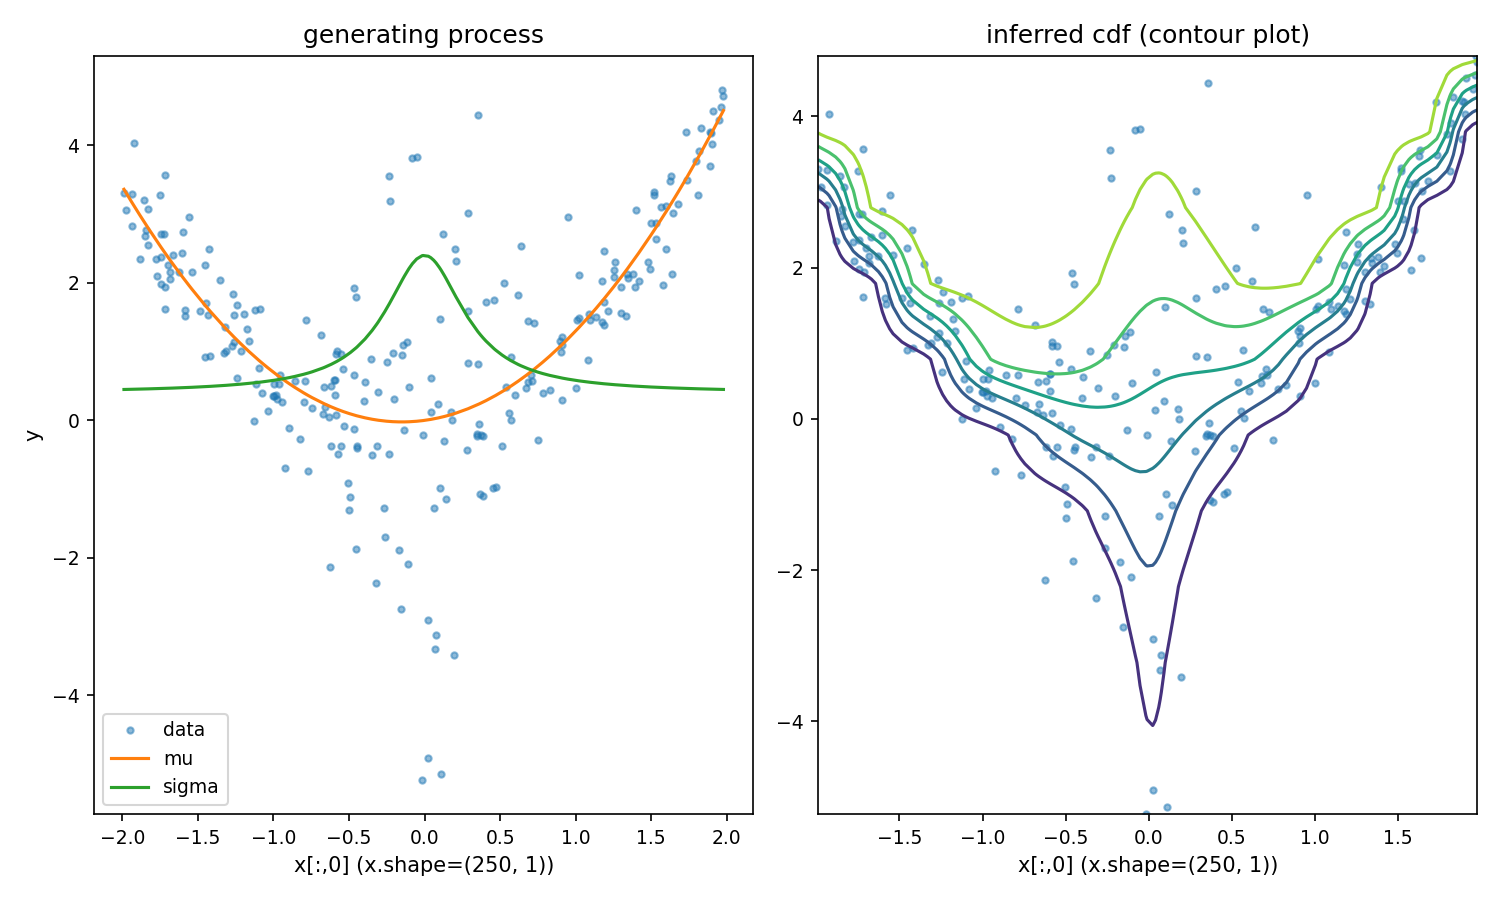 generating process
y
4
2
0
−2
−4
data
mu
sigma
−2.0 −1.5 −1.0 −0.5 0.0 0.5 1.0 1.5 2.0
x[:,0] (x.shape=(250, 1))
inferred cdf (contour plot)
4
2
0
−2
−4
−1.5 −1.0 −0.5 0.0 0.5 1.0 1.5
x[:,0] (x.shape=(250, 1))